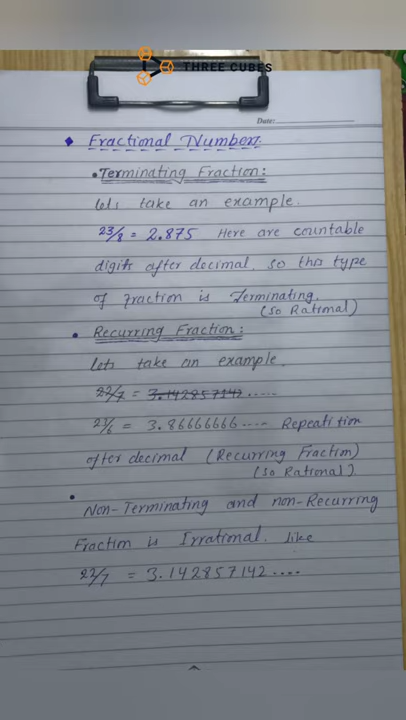 THREE CUBES
Date:
Fractional Numbers.
• Terminating Fraction:
lets take an example.
23/8 = 2.875 Here are countable
digits after decimal, so this type
of fraction is Terminating.
(So Rational)
• Recurring Fraction:
lets take an example.
22/7 = 3.142857142.....
23/6 = 3.86666666.... Repeatition
after decimal (Recurring Fraction)
(So Rational).
• Non-Terminating and non-Recurring
Fraction is Irrational. like
22/7 = 3.142857142....